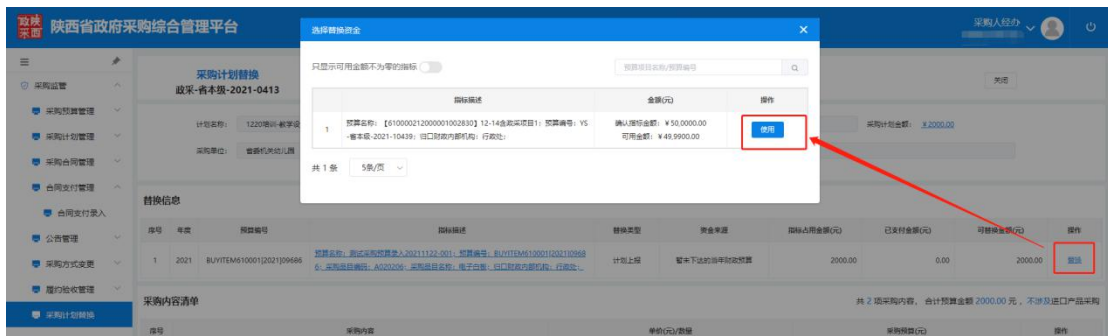 政陕
采西
陕西省政府采购综合管理平台
采购人经办
采购监管
采购预算管理
采购计划管理
采购合同管理
合同支付管理
合同支付录入
公告管理
采购方式变更
履约验收管理
采购计划替换
采购计划替换
政采-省本级-2021-0413
关闭
计划名称：
采购计划金额：
￥2000.00
采购单位：
省委机关幼儿园
选择替换资金
×
只显示可用金额不为零的指标
预算项目名称/预算编号
指标描述
金额(元)
操作
1
预算名称：【610000212000001002830】12-14含政采项目1; 预算编号：YS
-省本级-2021-10439; 归口财政内部机构：行政处;
确认指标金额：￥50,0000.00
可用金额：￥49,9900.00
使用
共 1 条
5条/页
替换信息
序号
年度
预算编号
指标描述
替换类型
资金来源
指标占用金额(元)
已支付金额(元)
可替换金额(元)
操作
1
2021
BUYITEM610001[2021]09686
预算名称：测试采购预算录入20211122-001; 预算编号：BUYITEM610001[2021]0968
6; 采购品目编码：A020206; 采购品目名称：电子白板; 归口财政内部机构：行政处;
计划上报
暂未下达的当年财政预算
2000.00
0.00
2000.00
替换
采购内容清单
共 2 项采购内容，合计预算金额 2000.00 元，不涉及进口产品采购
序号
采购内容
单价(元)/数量
采购预算(元)
操作